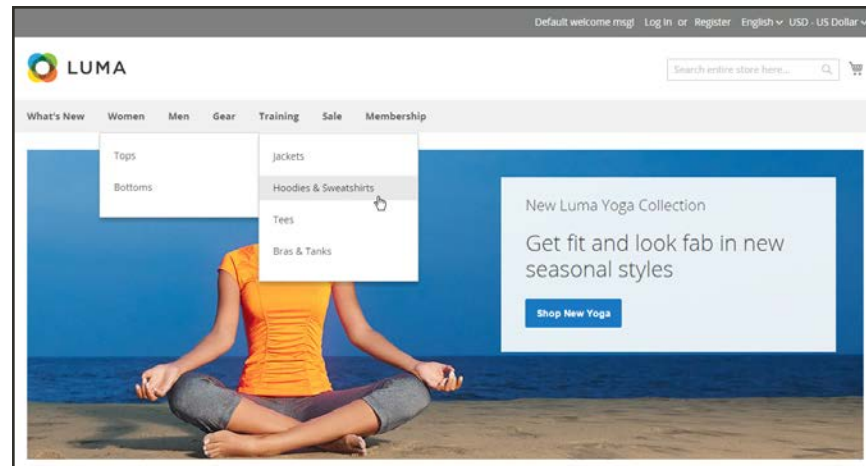 Default welcome msg! Log In or Register English USD - US Dollar
LUMA
Search entire store here...
What's New Women Men Gear Training Sale Membership
Tops
Bottoms
Jackets
Hoodies & Sweatshirts
Tees
Bras & Tanks
New Luma Yoga Collection
Get fit and look fab in new
seasonal styles
Shop New Yoga